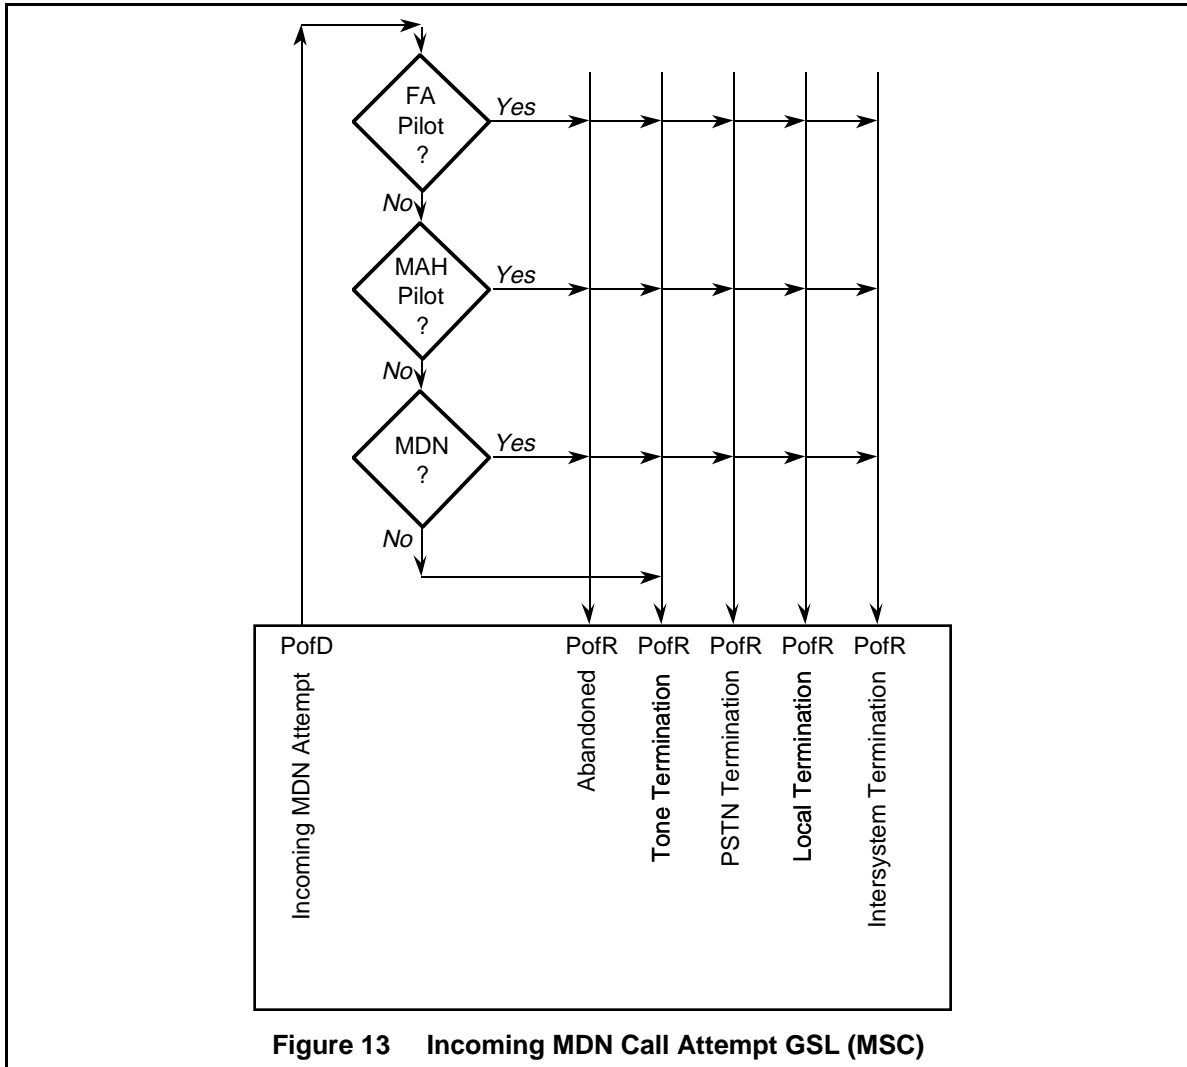 FA
Pilot
?
Yes
No
MAH
Pilot
?
Yes
No
MDN
?
Yes
No
PofD
PofR
PofR
PofR
PofR
PofR
Incoming MDN Attempt
Abandoned
Tone Termination
PSTN Termination
Local Termination
Intersystem Termination
Figure 13 Incoming MDN Call Attempt GSL (MSC)